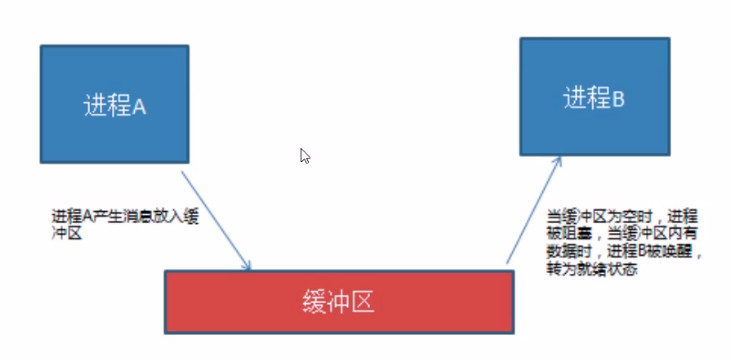 进程A
进程B
进程A产生消息放入缓
冲区
当缓冲区为空时，进程
被阻塞，当缓冲区内有
数据时，进程B被唤醒，
转为就绪状态
缓冲区